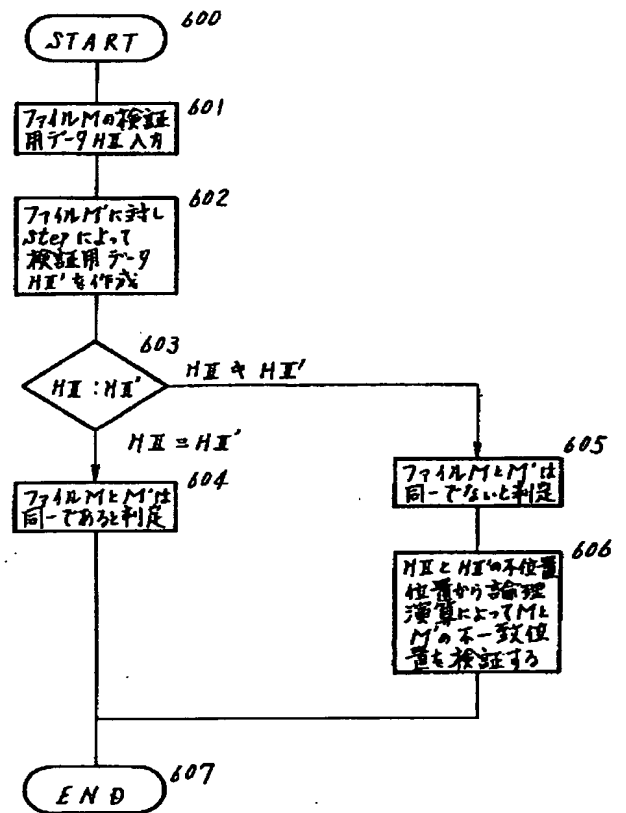 600
START
601
ファイルMの検証
用データHⅡ入力
602
ファイルM'に対し
stepによって
検証用データ
HⅡ'を作成
603
HⅡ:HⅡ'
HⅡ≠HⅡ'
HⅡ=HⅡ'
604
ファイルMとM'は
同一であると判定
605
ファイルMとM'は
同一でないと判定
606
HⅡとHⅡ'の不位置
位置から論理
演算によってMと
M'の不一致位
置を検証する
END
607